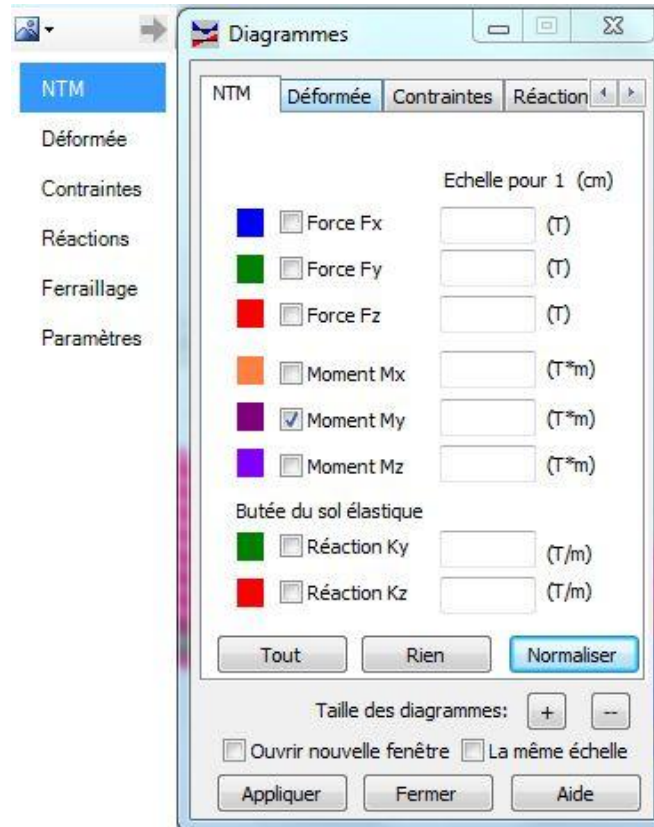 Diagrammes
NTM
Déformée
Contraintes
Réactions
Ferraillage
Paramètres
NTM Déformée Contraintes Réaction
Echelle pour 1 (cm)
Force Fx (T)
Force Fy (T)
Force Fz (T)
Moment Mx (T*m)
Moment My (T*m)
Moment Mz (T*m)
Butée du sol élastique
Réaction Ky (T/m)
Réaction Kz (T/m)
Tout Rien Normaliser
Taille des diagrammes: + --
Ouvrir nouvelle fenêtre La même échelle
Appliquer Fermer Aide